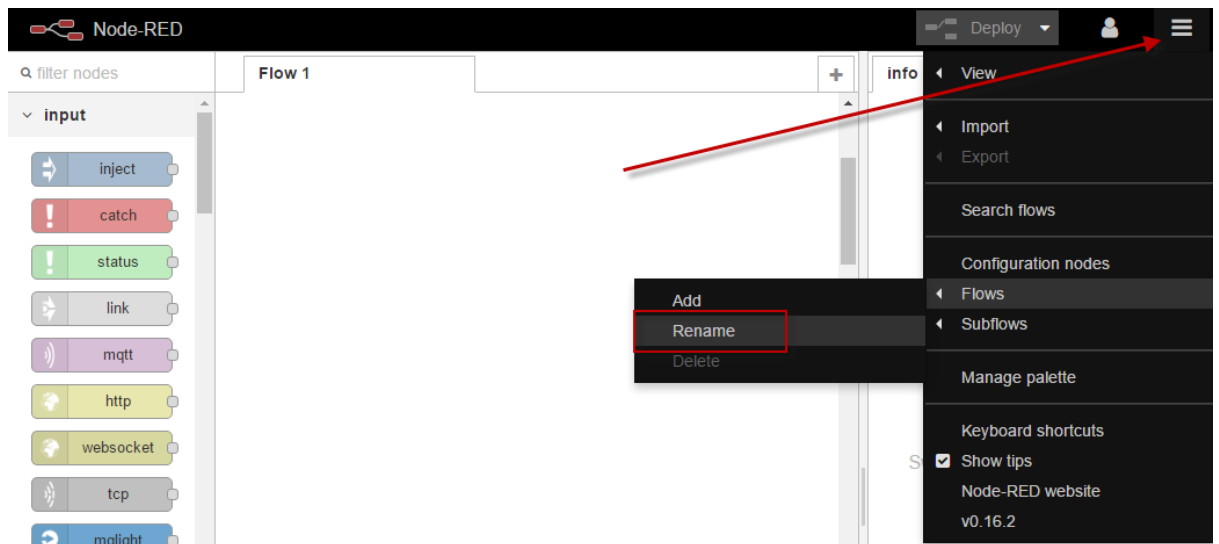 Node-RED
Deploy
filter nodes
Flow 1
+
info
View
input
Import
Export
inject
catch
Search flows
status
Configuration nodes
link
Add
Flows
Rename
Subflows
mqtt
Delete
Manage palette
http
Keyboard shortcuts
websocket
Show tips
tcp
Node-RED website
v0.16.2
mqlight